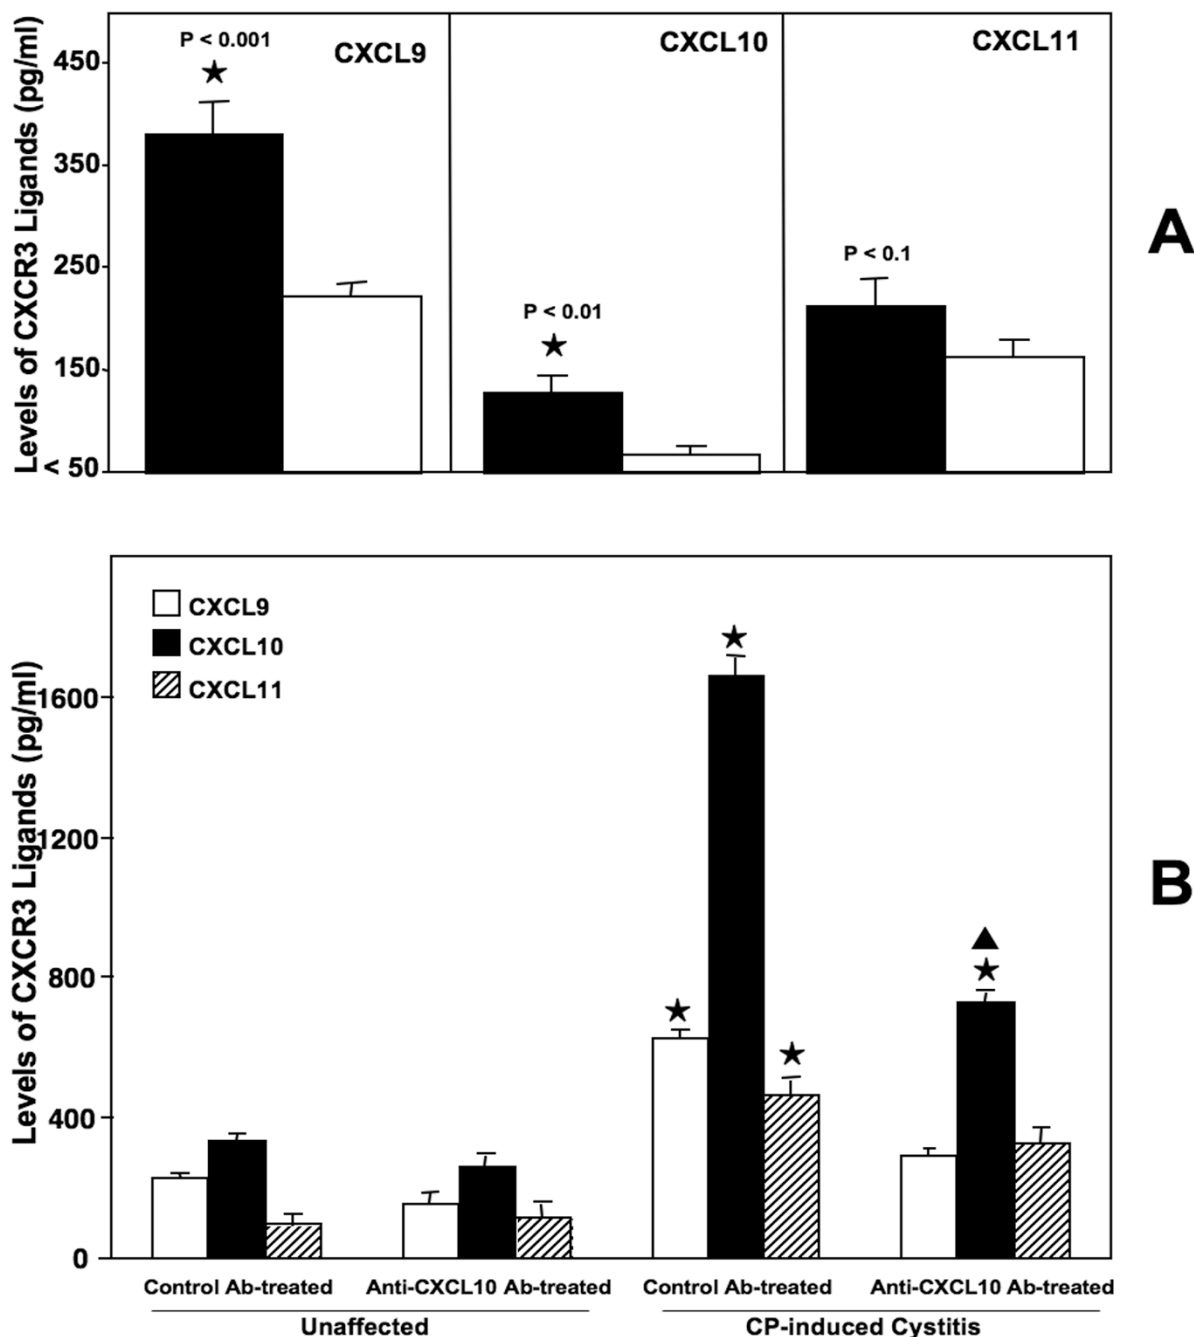 P < 0.001
CXCL9
CXCL10
CXCL11
A
Levels of CXCR3 Ligands (pg/ml)
450
350
250
150
< 50
P < 0.01
P < 0.1
CXCL9
CXCL10
CXCL11
B
Levels of CXCR3 Ligands (pg/ml)
1600
1200
800
400
0
Control Ab-treated
Anti-CXCL10 Ab-treated
Control Ab-treated
Anti-CXCL10 Ab-treated
Unaffected
CP-induced Cystitis